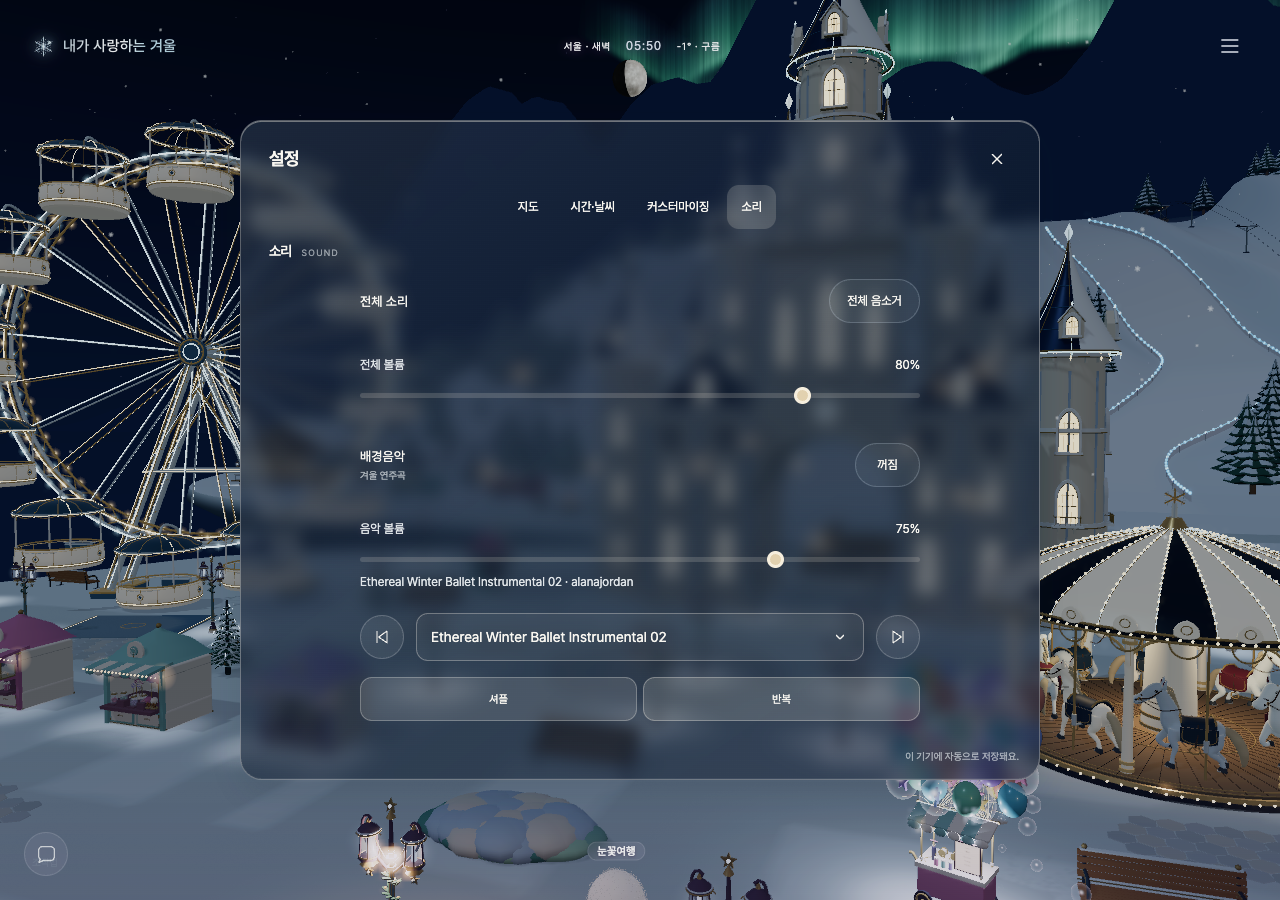 내가 사랑하는 겨울
서울 · 새벽 05:50 -1° · 구름
설정
지도 시간·날씨 커스터마이징 소리
소리 SOUND
전체 소리 전체 음소거
전체 볼륨 80%
배경음악 꺼짐
겨울 연주곡
음악 볼륨 75%
Ethereal Winter Ballet Instrumental 02 · alanajordan
Ethereal Winter Ballet Instrumental 02
셔플 반복
이 기기에 자동으로 저장돼요.
눈꽃여행